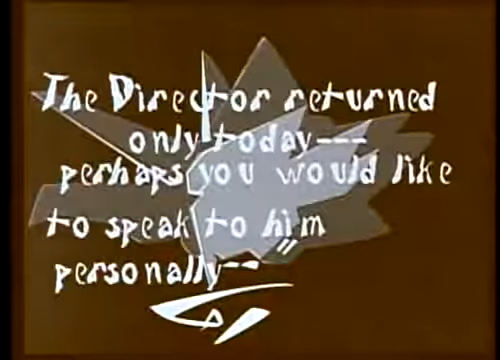 The Director returned
only today---
perhaps you would like
to speak to him
personally--